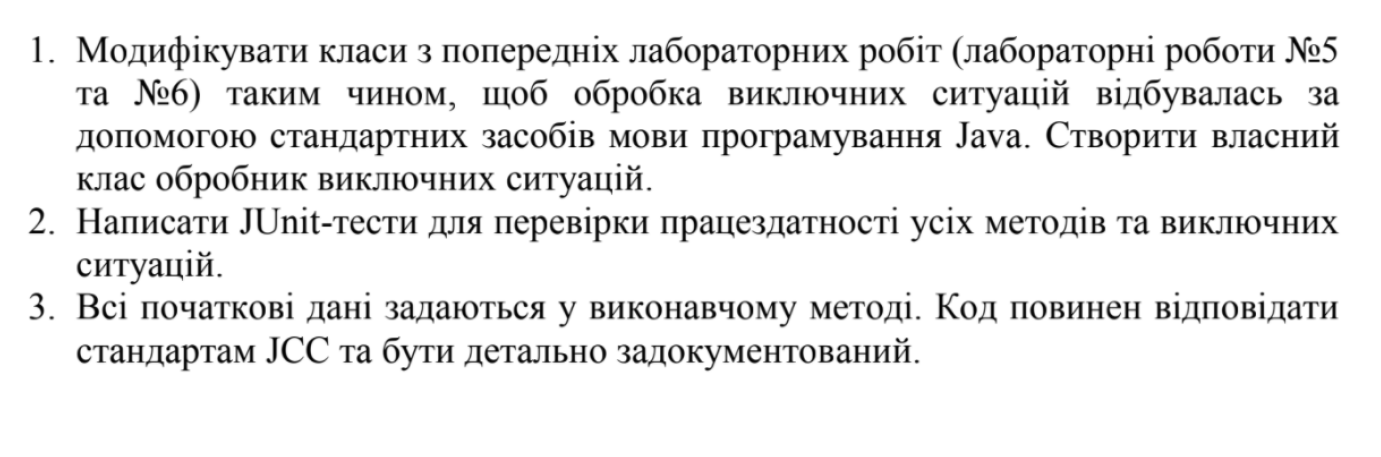 1. Модифікувати класи з попередніх лабораторних робіт (лабораторні роботи №5
та №6) таким чином, щоб обробка виключних ситуацій відбувалась за
допомогою стандартних засобів мови програмування Java. Створити власний
клас обробник виключних ситуацій.
2. Написати JUnit-тести для перевірки працездатності усіх методів та виключних
ситуацій.
3. Всі початкові дані задаються у виконавчому методі. Код повинен відповідати
стандартам JCC та бути детально задокументований.